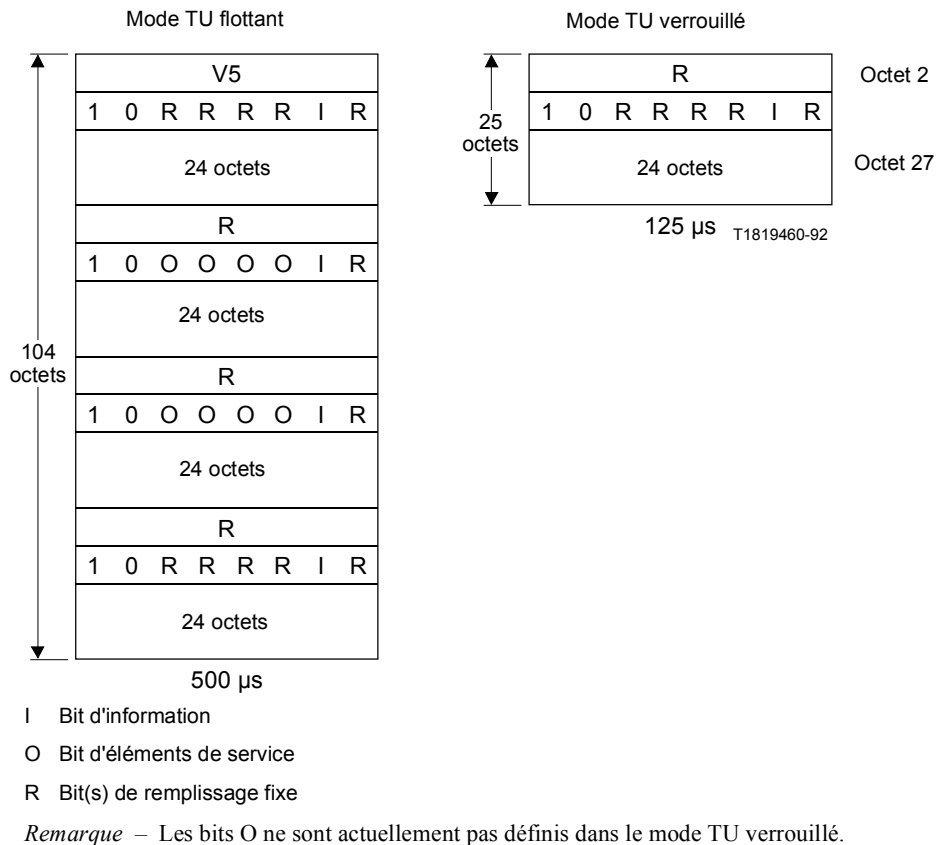 Mode TU flottant
V5
1 0 R R R R I R
24 octets
R
1 0 O O O O I R
24 octets
R
1 0 O O O O I R
24 octets
R
1 0 R R R R I R
24 octets
104
octets
500 µs
Mode TU verrouillé
R
Octet 2
1 0 R R R R I R
24 octets
Octet 27
25
octets
125 µs
T1819460-92
I Bit d'information
O Bit d'éléments de service
R Bit(s) de remplissage fixe
Remarque – Les bits O ne sont actuellement pas définis dans le mode TU verrouillé.